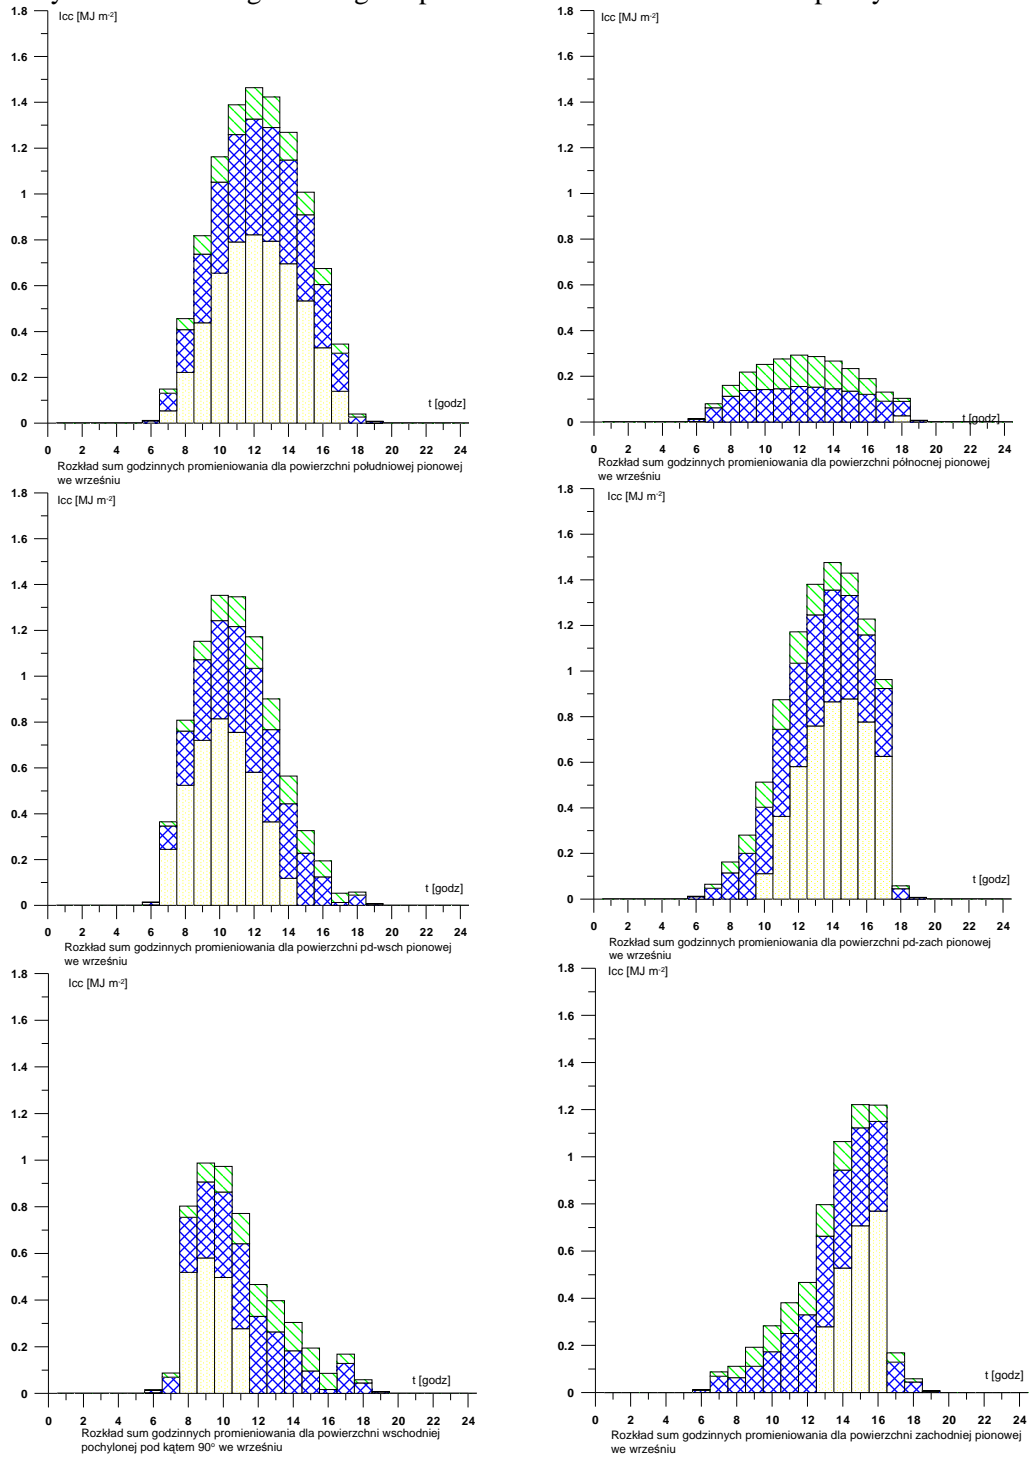 Icc [MJ m-2]
1.8
1.6
1.4
1.2
1
0.8
0.6
0.4
0.2
0
t [godz]
0 2 4 6 8 10 12 14 16 18 20 22 24
Rozkład sum godzinnych promieniowania dla powierzchni południowej pionowej
we wrześniu
Icc [MJ m-2]
1.8
1.6
1.4
1.2
1
0.8
0.6
0.4
0.2
0
t [godz]
0 2 4 6 8 10 12 14 16 18 20 22 24
Rozkład sum godzinnych promieniowania dla powierzchni północnej pionowej
we wrześniu
Icc [MJ m-2]
1.8
1.6
1.4
1.2
1
0.8
0.6
0.4
0.2
0
t [godz]
0 2 4 6 8 10 12 14 16 18 20 22 24
Rozkład sum godzinnych promieniowania dla powierzchni pd-wsch pionowej
we wrześniu
Icc [MJ m-2]
1.8
1.6
1.4
1.2
1
0.8
0.6
0.4
0.2
0
t [godz]
0 2 4 6 8 10 12 14 16 18 20 22 24
Rozkład sum godzinnych promieniowania dla powierzchni pd-zach pionowej
we wrześniu
Icc [MJ m-2]
1.8
1.6
1.4
1.2
1
0.8
0.6
0.4
0.2
0
t [godz]
0 2 4 6 8 10 12 14 16 18 20 22 24
Rozkład sum godzinnych promieniowania dla powierzchni wschodniej
pochylonej pod kątem 90° we wrześniu
Icc [MJ m-2]
1.8
1.6
1.4
1.2
1
0.8
0.6
0.4
0.2
0
t [godz]
0 2 4 6 8 10 12 14 16 18 20 22 24
Rozkład sum godzinnych promieniowania dla powierzchni zachodniej pionowej
we wrześniu